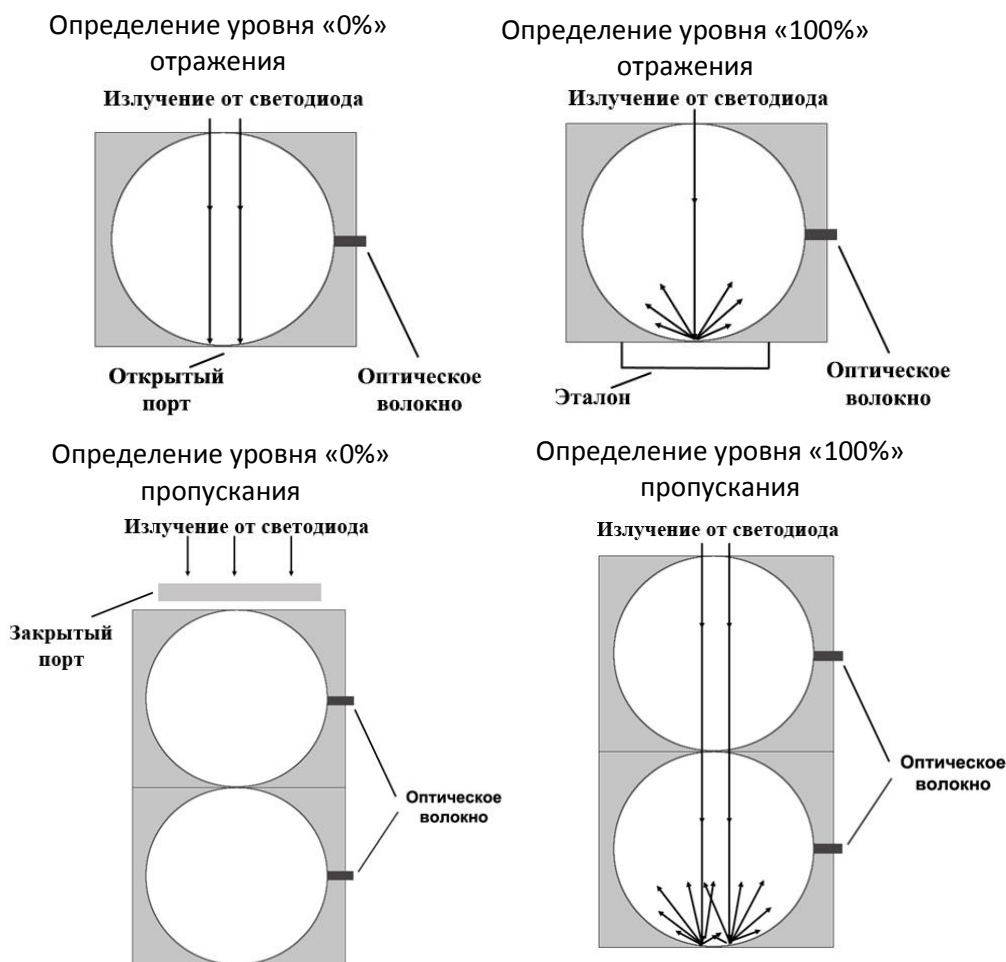 Определение уровня «0%»
отражения
Излучение от светодиода
Открытый
порт
Оптическое
волокно
Определение уровня «100%»
отражения
Излучение от светодиода
Эталон
Оптическое
волокно
Определение уровня «0%»
пропускания
Излучение от светодиода
Закрытый
порт
Оптическое
волокно
Определение уровня «100%»
пропускания
Излучение от светодиода
Оптическое
волокно